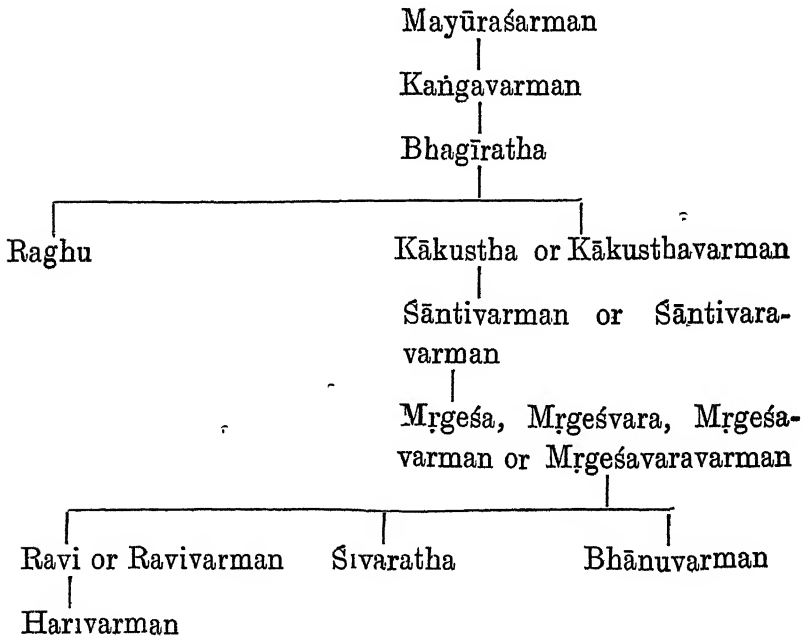 Mayūraśarman
Kaṅgavarman
Bhagīratha
Raghu Kākustha or Kākusthavarman
Śāntivarman or Śāntivara-
varman
Mṛgeśa, Mṛgeśvara, Mṛgeśa-
varman or Mṛgeśavaravarman
Ravi or Ravivarman Śivaratha Bhānuvarman
Harivarman